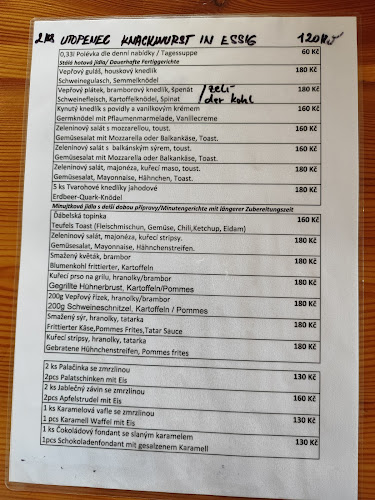 2 KS UTOPENEC KNACKWURST IN ESSIG 120 Kč
0,33l Polévka dle denní nabídky / Tagessuppe 60 Kč
Stálá hotová jídla/ Dauerhafte Fertiggerichte
Vepřový guláš, houskový knedlík 180 Kč
Schweinegulasch, Semmelknödel
Vepřový plátek, bramborový knedlík, špenát /zelí- 180 Kč
Schweinefleisch, Kartoffelknödel, Spinat / der kohl
Kynutý knedlík s povidly a vanilkovým krémem 160 Kč
Germknödel mit Pflaumenmarmelade, Vanillecreme
Zeleninový salát s mozzarellou, toust. 180 Kč
Gemüsesalat mit Mozzarella oder Balkankäse, Toast.
Zeleninový salát s balkánským sýrem, toust. 180 Kč
Gemüsesalat mit Mozzarella oder Balkankäse, Toast.
Zeleninový salát, majonéza, kuřecí maso, toust. 180 Kč
Gemüsesalat, Mayonnaise, Hähnchen, Toast.
5 ks Tvarohové knedlíky jahodové 180 Kč
Erdbeer-Quark-Knödel
Minujtková jídla s delší dobou přípravy/Minutengerichte mit längerer Zubereitungszeit
Ďábelská topinka 160 Kč
Teufels Toast (Fleischmischun, Gemüse, Chili,Ketchup, Eidam)
Zeleninový salát, majonéza, kuřecí stripsy. 180 Kč
Gemüsesalat, Mayonnaise, Hähnchenstreifen.
Smažený květák, brambor 180 Kč
Blumenkohl frittierter, Kartoffeln
Kuřecí prso na grilu, hranolky/brambor 180 Kč
Gegrillte Hühnerbrust, Kartoffeln/Pommes
200g Vepřový řízek, hranolky/brambor 180 Kč
200g Schweineschnitzel, Kartoffeln / Pommes
Smažený sýr, hranolky, tatarka 180 Kč
Frittierter Käse,Pommes Frites,Tatar Sauce
Kuřecí stripsy, hranolky, tatarka 180 Kč
Gebratene Hühnchenstreifen, Pommes frites
2 ks Palačinka se zmrzlinou 130 Kč
2pcs Palatschinken mit Eis
2 ks Jablečný závin se zmrzlinou 160 Kč
2pcs Apfelstrudel mit Eis
1 ks Karamelová vafle se zmrzlinou 130 Kč
1 pcs Karamell Waffel mit Eis
1 ks Čokoládový fondant se slaným karamelem 130 Kč
1pcs Schokoladenfondant mit gesalzenem Karamell